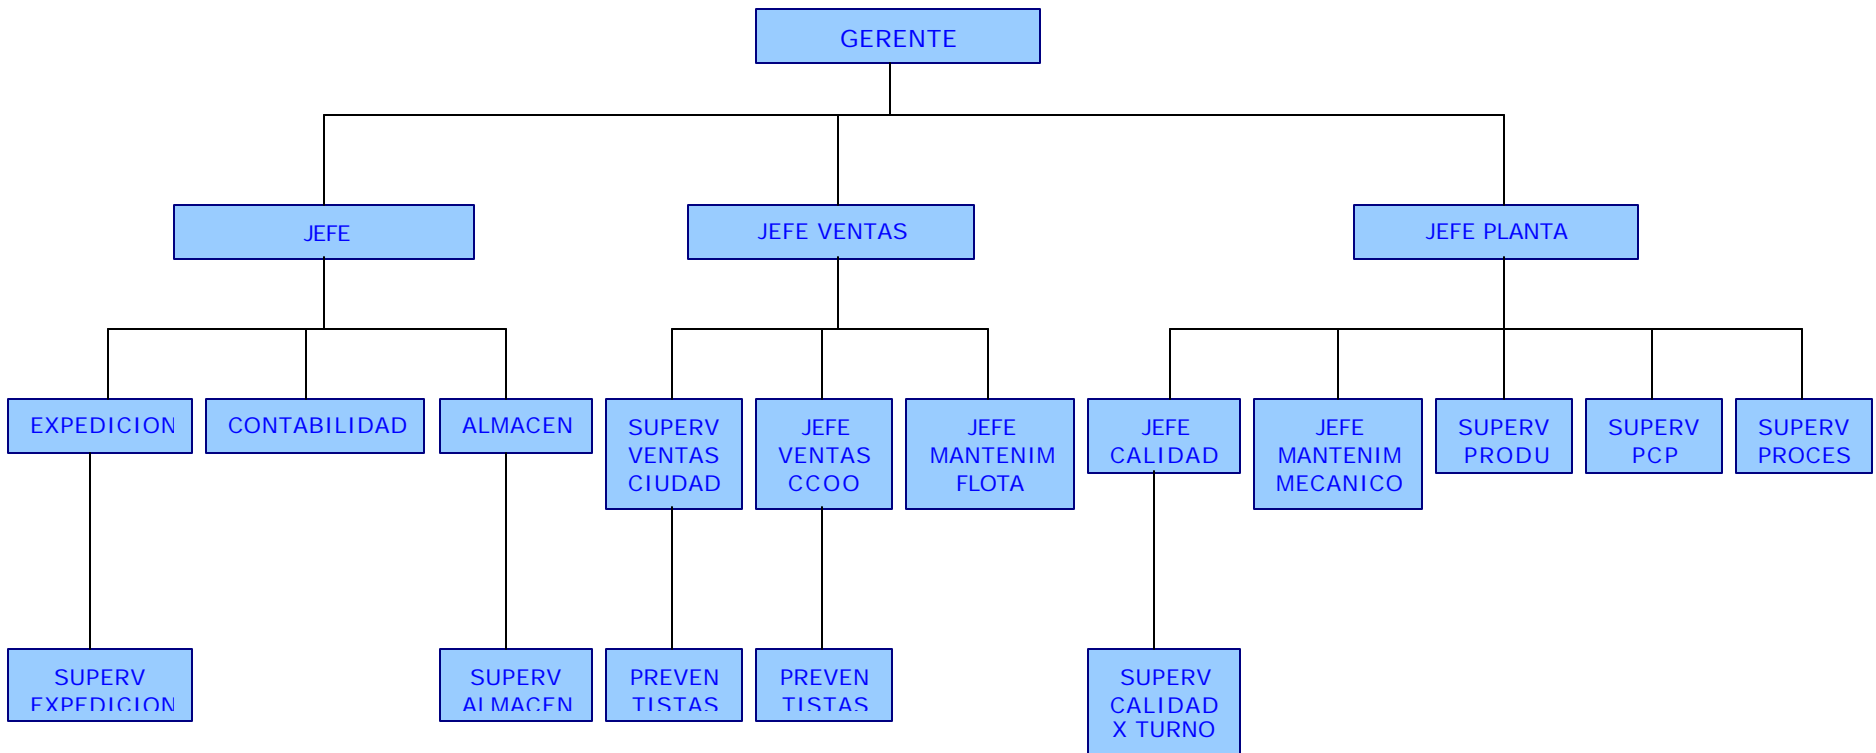 GERENTE
JEFE
JEFE VENTAS
JEFE PLANTA
EXPEDICION
CONTABILIDAD
ALMACEN
SUPERV
VENTAS
CIUDAD
JEFE
VENTAS
CCOO
JEFE
MANTENIM
FLOTA
JEFE
CALIDAD
JEFE
MANTENIM
MECANICO
SUPERV
PRODU
SUPERV
PCP
SUPERV
PROCES
SUPERV
EXPEDICION
SUPERV
ALMACEN
PREVEN
TISTAS
PREVEN
TISTAS
SUPERV
CALIDAD
X TURNO